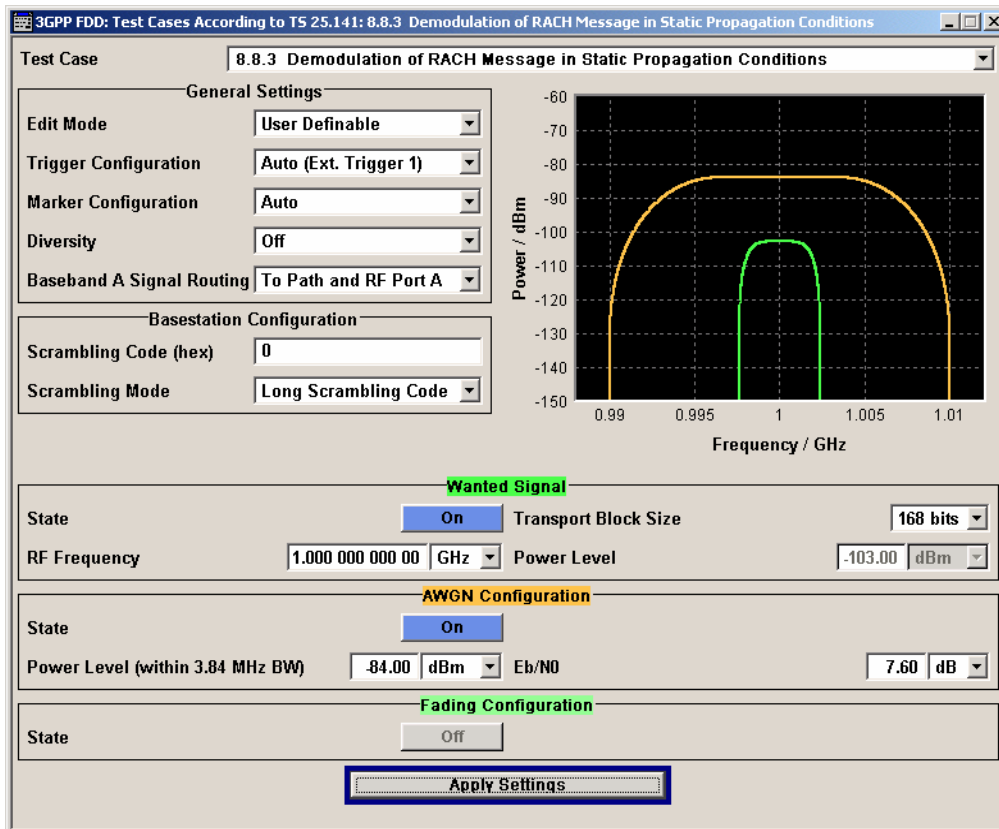 3GPP FDD: Test Cases According to TS 25.141: 8.8.3 Demodulation of RACH Message in Static Propagation Conditions
Test Case 8.8.3 Demodulation of RACH Message in Static Propagation Conditions
General Settings
Edit Mode User Definable
Trigger Configuration Auto (Ext. Trigger 1)
Marker Configuration Auto
Diversity Off
Baseband A Signal Routing To Path and RF Port A
Basestation Configuration
Scrambling Code (hex) 0
Scrambling Mode Long Scrambling Code
Power / dBm
-60
-70
-80
-90
-100
-110
-120
-130
-140
-150
0.99 0.995 1 1.005 1.01
Frequency / GHz
Wanted Signal
State On Transport Block Size 168 bits
RF Frequency 1.000 000 000 00 GHz Power Level -103.00 dBm
AWGN Configuration
State On
Power Level (within 3.84 MHz BW) -84.00 dBm Eb/N0 7.60 dB
Fading Configuration
State Off
Apply Settings